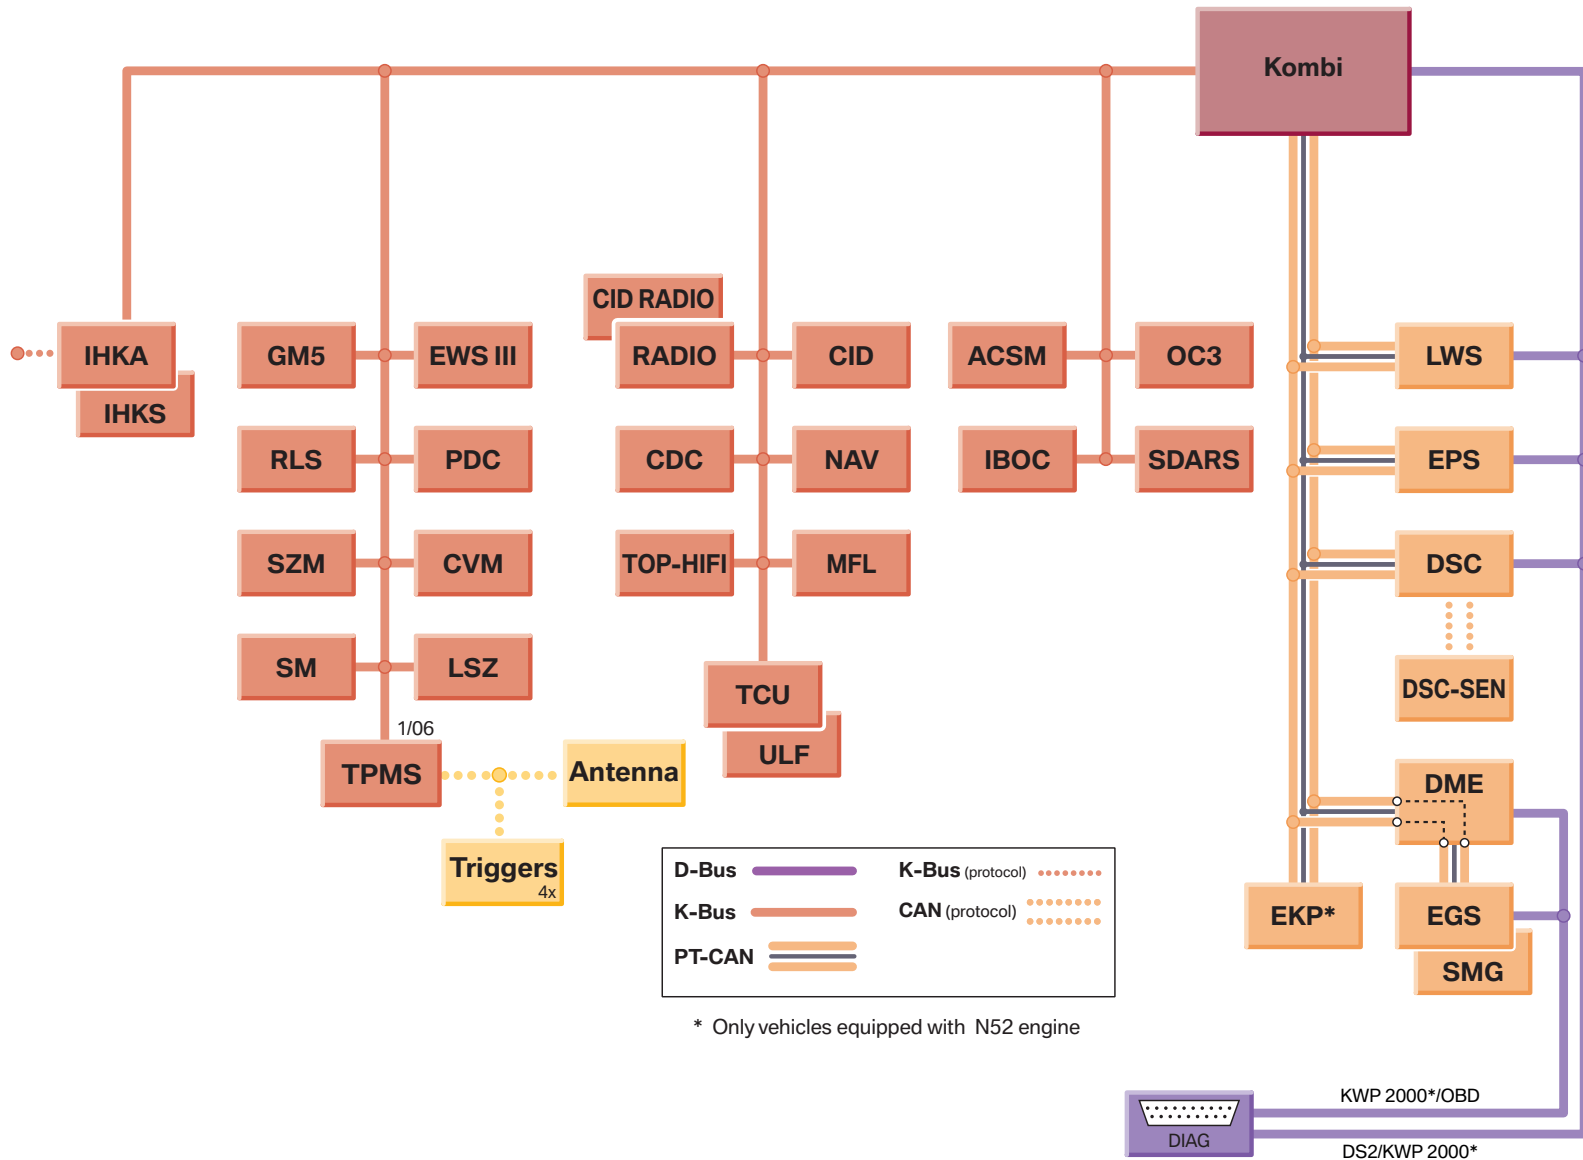 Kombi
CID RADIO
IHKA
GM5
EWS III
RADIO
CID
ACSM
OC3
LWS
IHKS
RLS
PDC
CDC
NAV
IBOC
SDARS
EPS
SZM
CVM
TOP-HIFI
MFL
DSC
SM
LSZ
TCU
DSC-SEN
1/06
ULF
TPMS
Antenna
DME
Triggers
4x
D-Bus
K-Bus (protocol)
K-Bus
CAN (protocol)
PT-CAN
EKP*
EGS
SMG
* Only vehicles equipped with N52 engine
KWP 2000*/OBD
DIAG
DS2/KWP 2000*